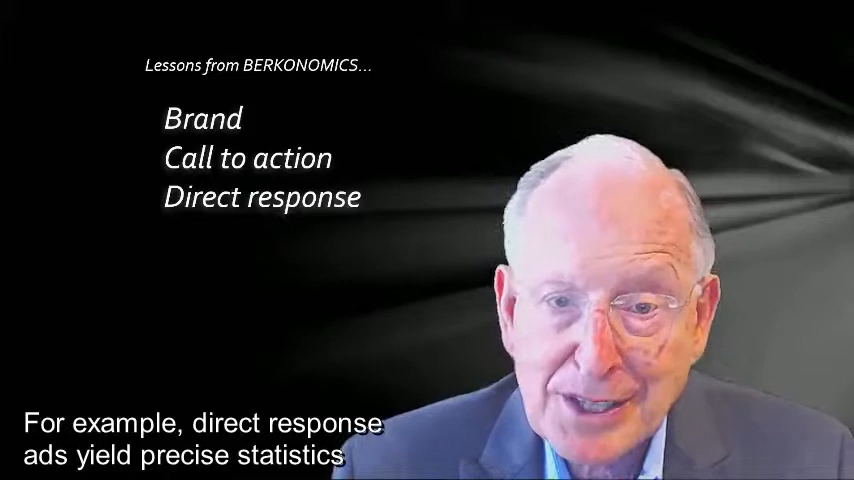 Lessons from BERKONOMICS...
Brand
Call to action
Direct response
For example, direct response
ads yield precise statistics